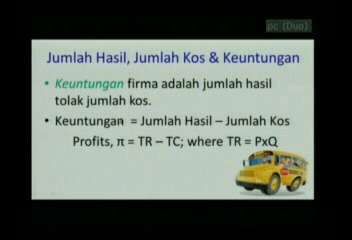 pc (Duo)
Jumlah Hasil, Jumlah Kos & Keuntungan
• Keuntungan firma adalah jumlah hasil
tolak jumlah kos.
• Keuntungan = Jumlah Hasil – Jumlah Kos
Profits, π = TR – TC; where TR = PxQ